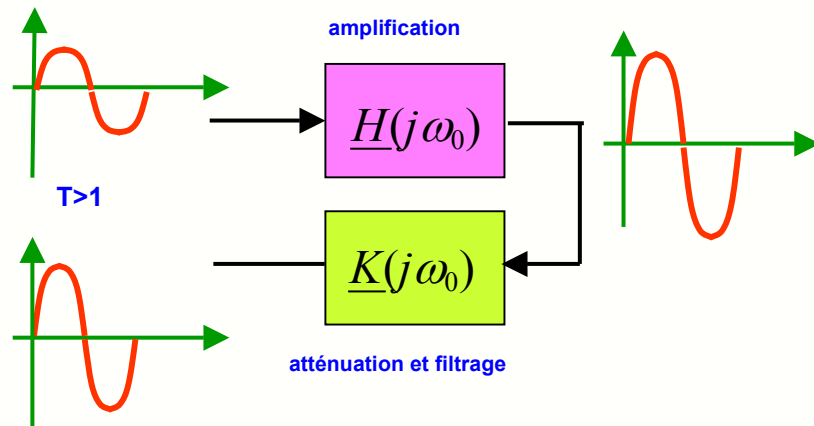 amplification
H(jω₀)
T>1
K(jω₀)
atténuation et filtrage